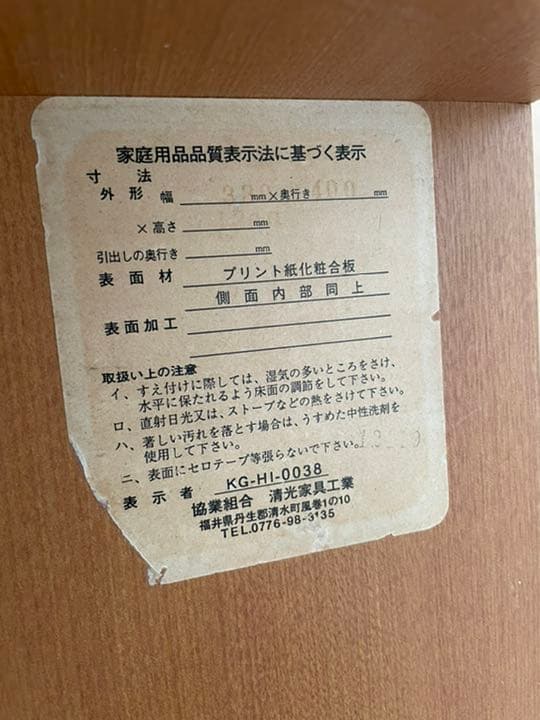 家庭用品品質表示法に基づく表示
寸法
外形 幅 mm×奥行き 400 mm
×高さ mm
引出しの奥行き mm
表面材 プリント紙化粧合板
側面内部同上
表面加工
取扱い上の注意
イ、すえ付けに際しては、湿気の多いところをさけ、
水平に保たれるよう床面の調節をして下さい。
ロ、直射日光又は、ストーブなどの熱をさけて下さい。
ハ、著しい汚れを落とす場合は、うすめた中性洗剤を
使用して下さい。
ニ、表面にセロテープ等張らないで下さい。
KG-HI-0038
表示者 協業組合 清光家具工業
福井県丹生郡清水町風巻1の10
TEL.0776-98-3135